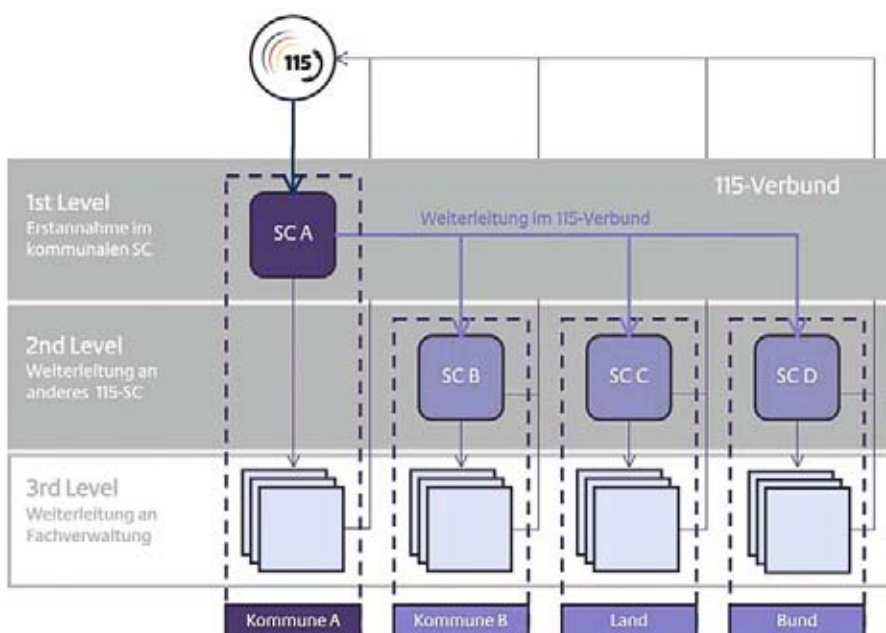 115
115-Verbund
1st Level
Erstannahme im
kommunalen SC
SC A
Weiterleitung im 115-Verbund
2nd Level
Weiterleitung an
anderes 115-SC
SC B
SC C
SC D
3rd Level
Weiterleitung an
Fachverwaltung
Kommune A
Kommune B
Land
Bund